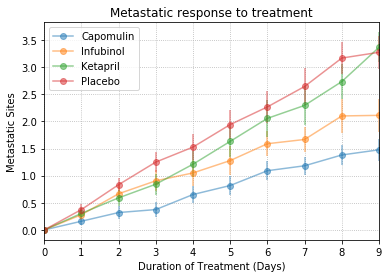 Metastatic response to treatment
Capomulin
Infubinol
Ketapril
Placebo
Metastatic Sites
3.5
3.0
2.5
2.0
1.5
1.0
0.5
0.0
0 1 2 3 4 5 6 7 8 9
Duration of Treatment (Days)